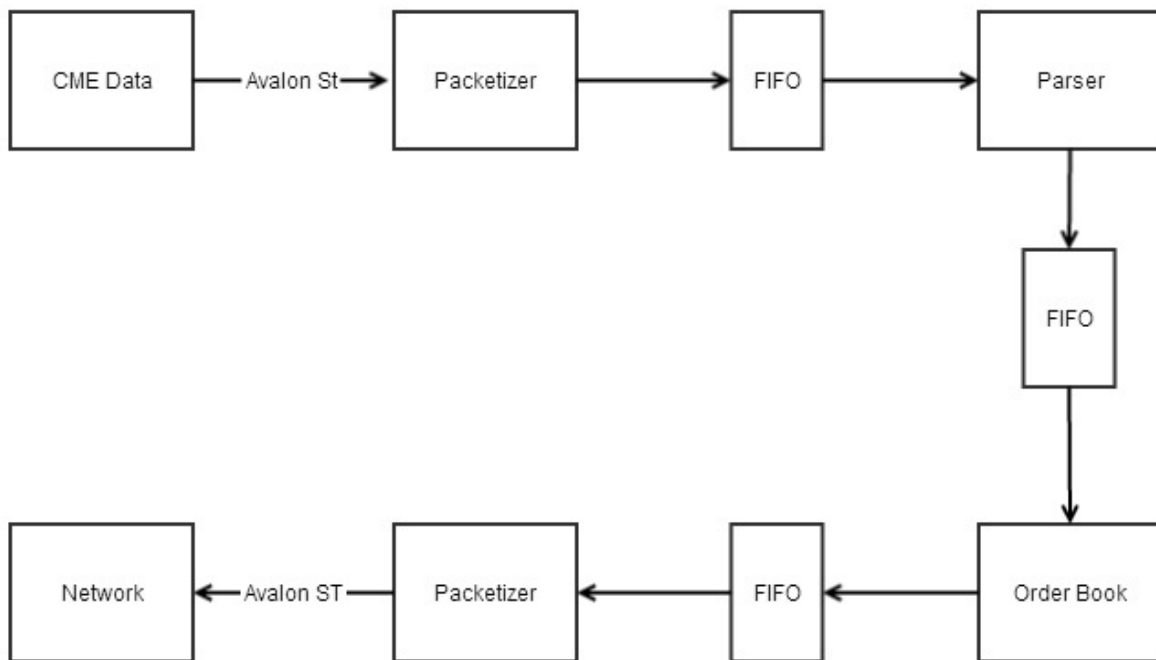 CME Data
Avalon St
Packetizer
FIFO
Parser
FIFO
Network
Avalon ST
Packetizer
FIFO
Order Book